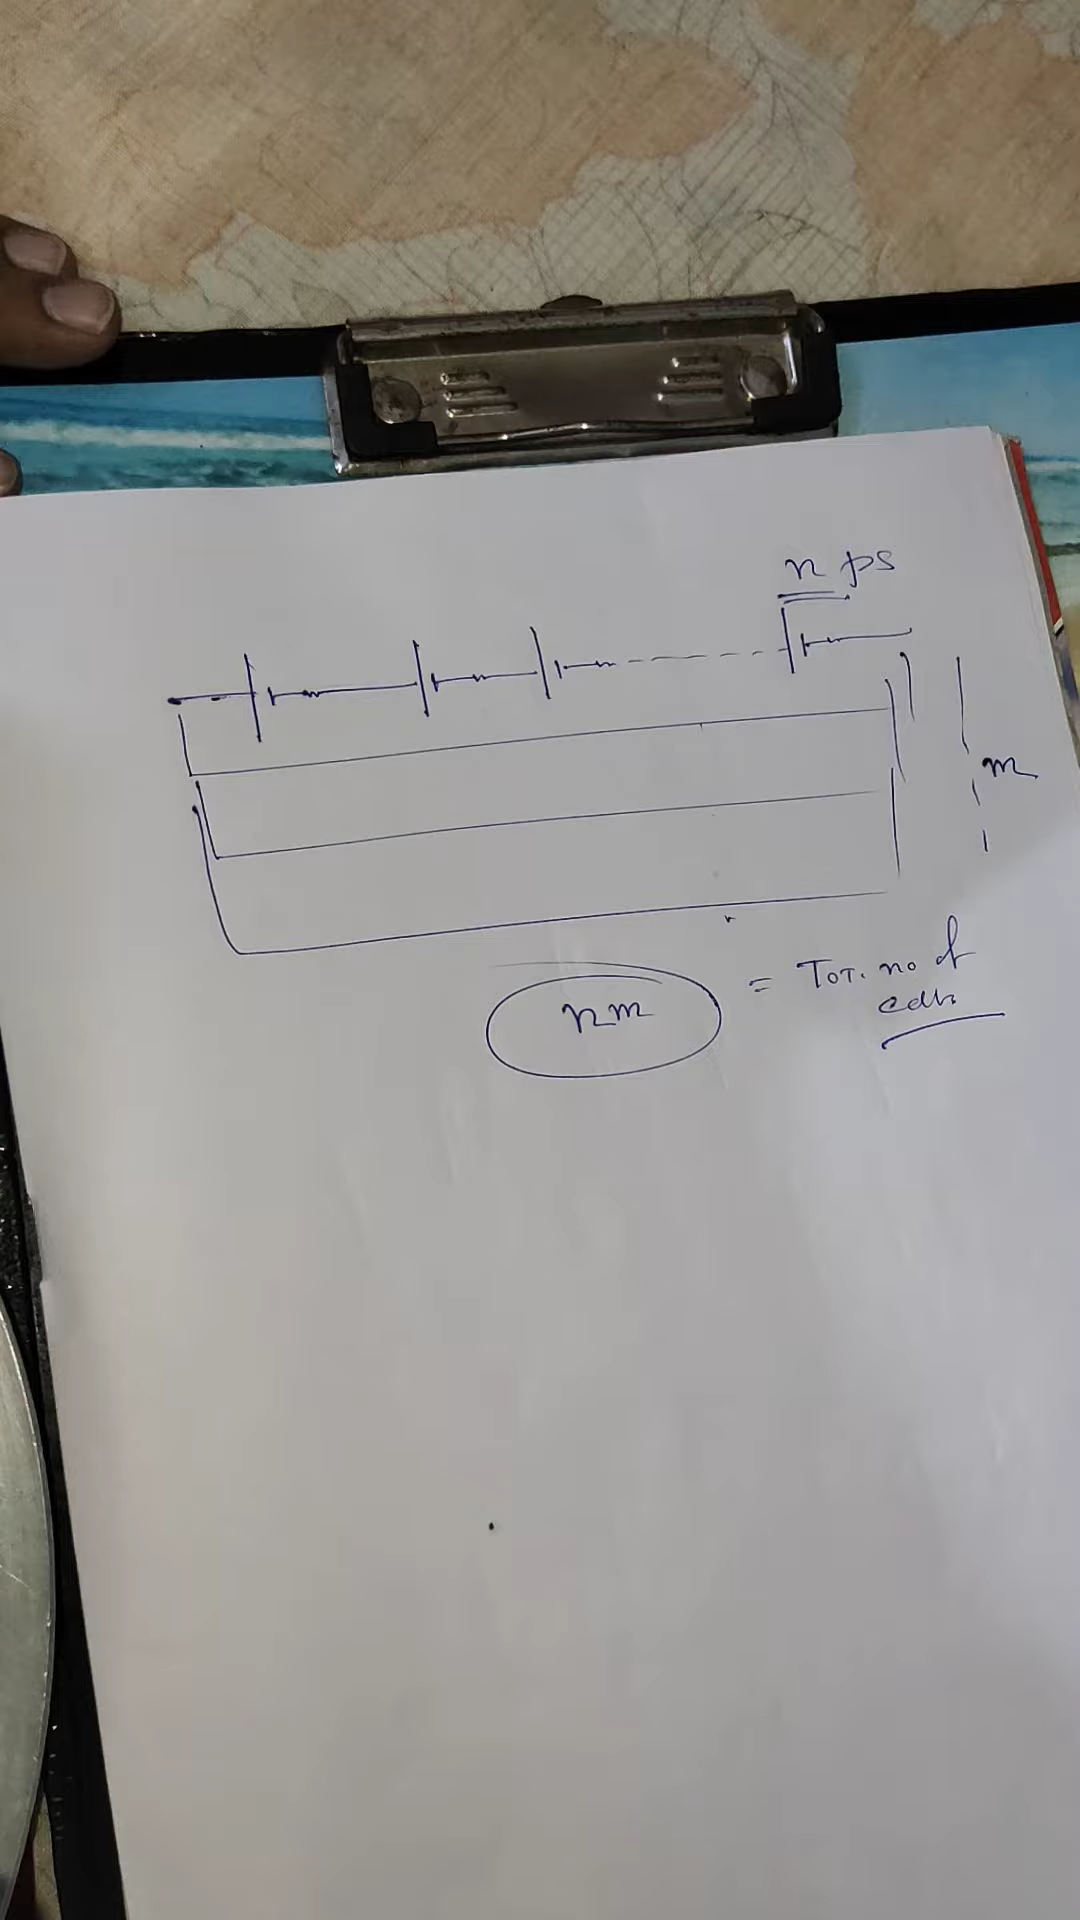 n ps
m
nm = Tot. no of
cells